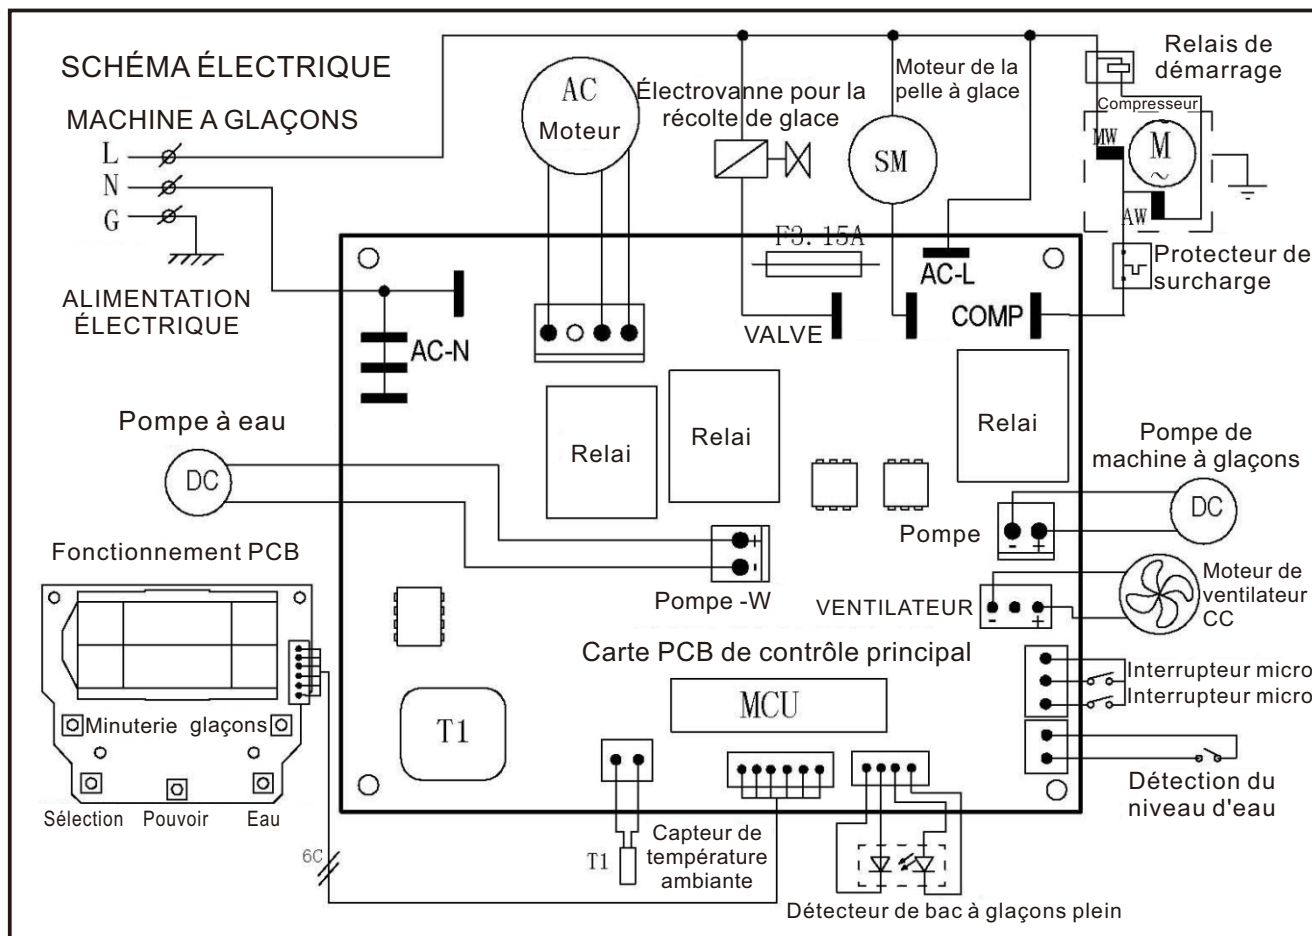 SCHÉMA ÉLECTRIQUE
MACHINE A GLAÇONS
L
N
G
ALIMENTATION
ÉLECTRIQUE
AC
Moteur
Électrovanne pour la
récolte de glace
Moteur de la
pelle à glace
SM
Relais de
démarrage
Compresseur
MW
M
~
AW
Protecteur de
surcharge
F3. 15A
AC-L
AC-N
VALVE
COMP
Relai
Relai
Relai
Pompe à eau
DC
Pompe de
machine à glaçons
DC
Pompe
- +
+
-
Pompe -W
VENTILATEUR
- +
Moteur de
ventilateur
CC
Fonctionnement PCB
Minuterie glaçons
Sélection Pouvoir Eau
Carte PCB de contrôle principal
MCU
T1
Interrupteur micro
Interrupteur micro
Détection du
niveau d'eau
6C
T1
Capteur de
température
ambiante
Détecteur de bac à glaçons plein